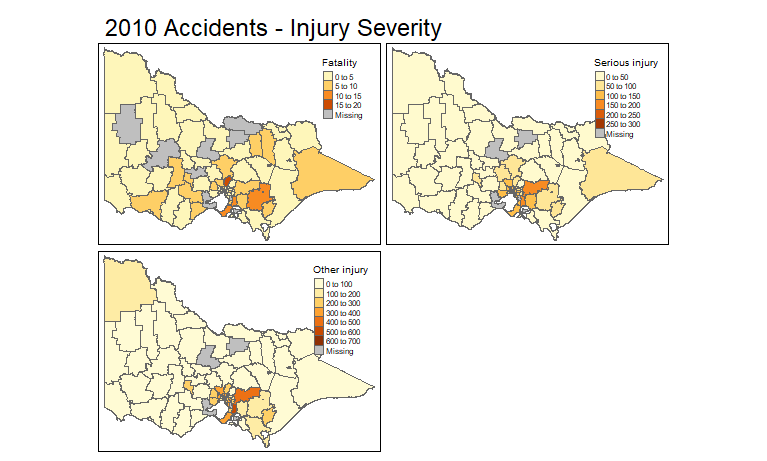 2010 Accidents - Injury Severity
Fatality
0 to 5
5 to 10
10 to 15
15 to 20
Missing
Serious injury
0 to 50
50 to 100
100 to 150
150 to 200
200 to 250
250 to 300
Missing
Other injury
0 to 100
100 to 200
200 to 300
300 to 400
400 to 500
500 to 600
600 to 700
Missing